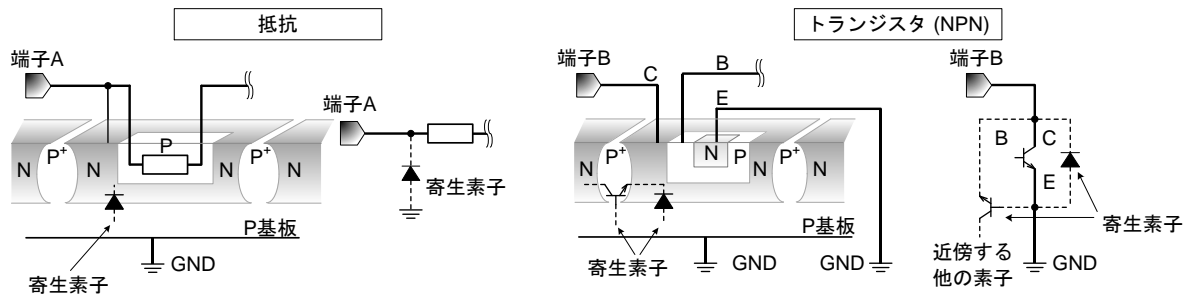 抵抗
端子A
N
P+
N
P
N
P+
N
P基板
GND
寄生素子
端子A
寄生素子
トランジスタ (NPN)
端子B
C
B
E
N
P+
N
N
P
N
P+
N
P基板
GND
寄生素子
GND
端子B
B
C
E
寄生素子
近傍する
他の素子
GND